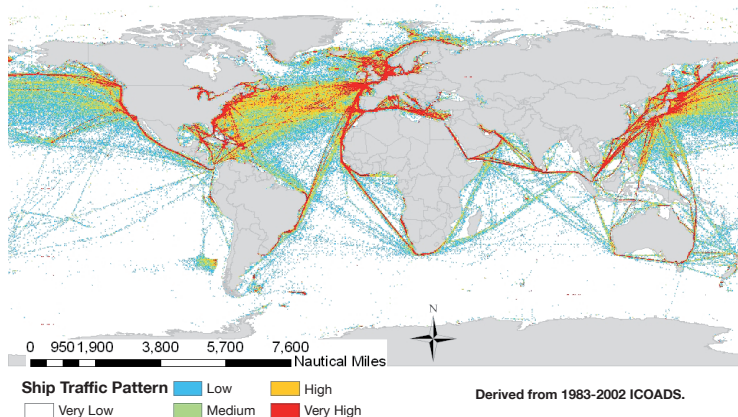 N
0 950 1,900 3,800 5,700 7,600
Nautical Miles
Ship Traffic Pattern
Low
High
Derived from 1983-2002 ICOADS.
Very Low
Medium
Very High